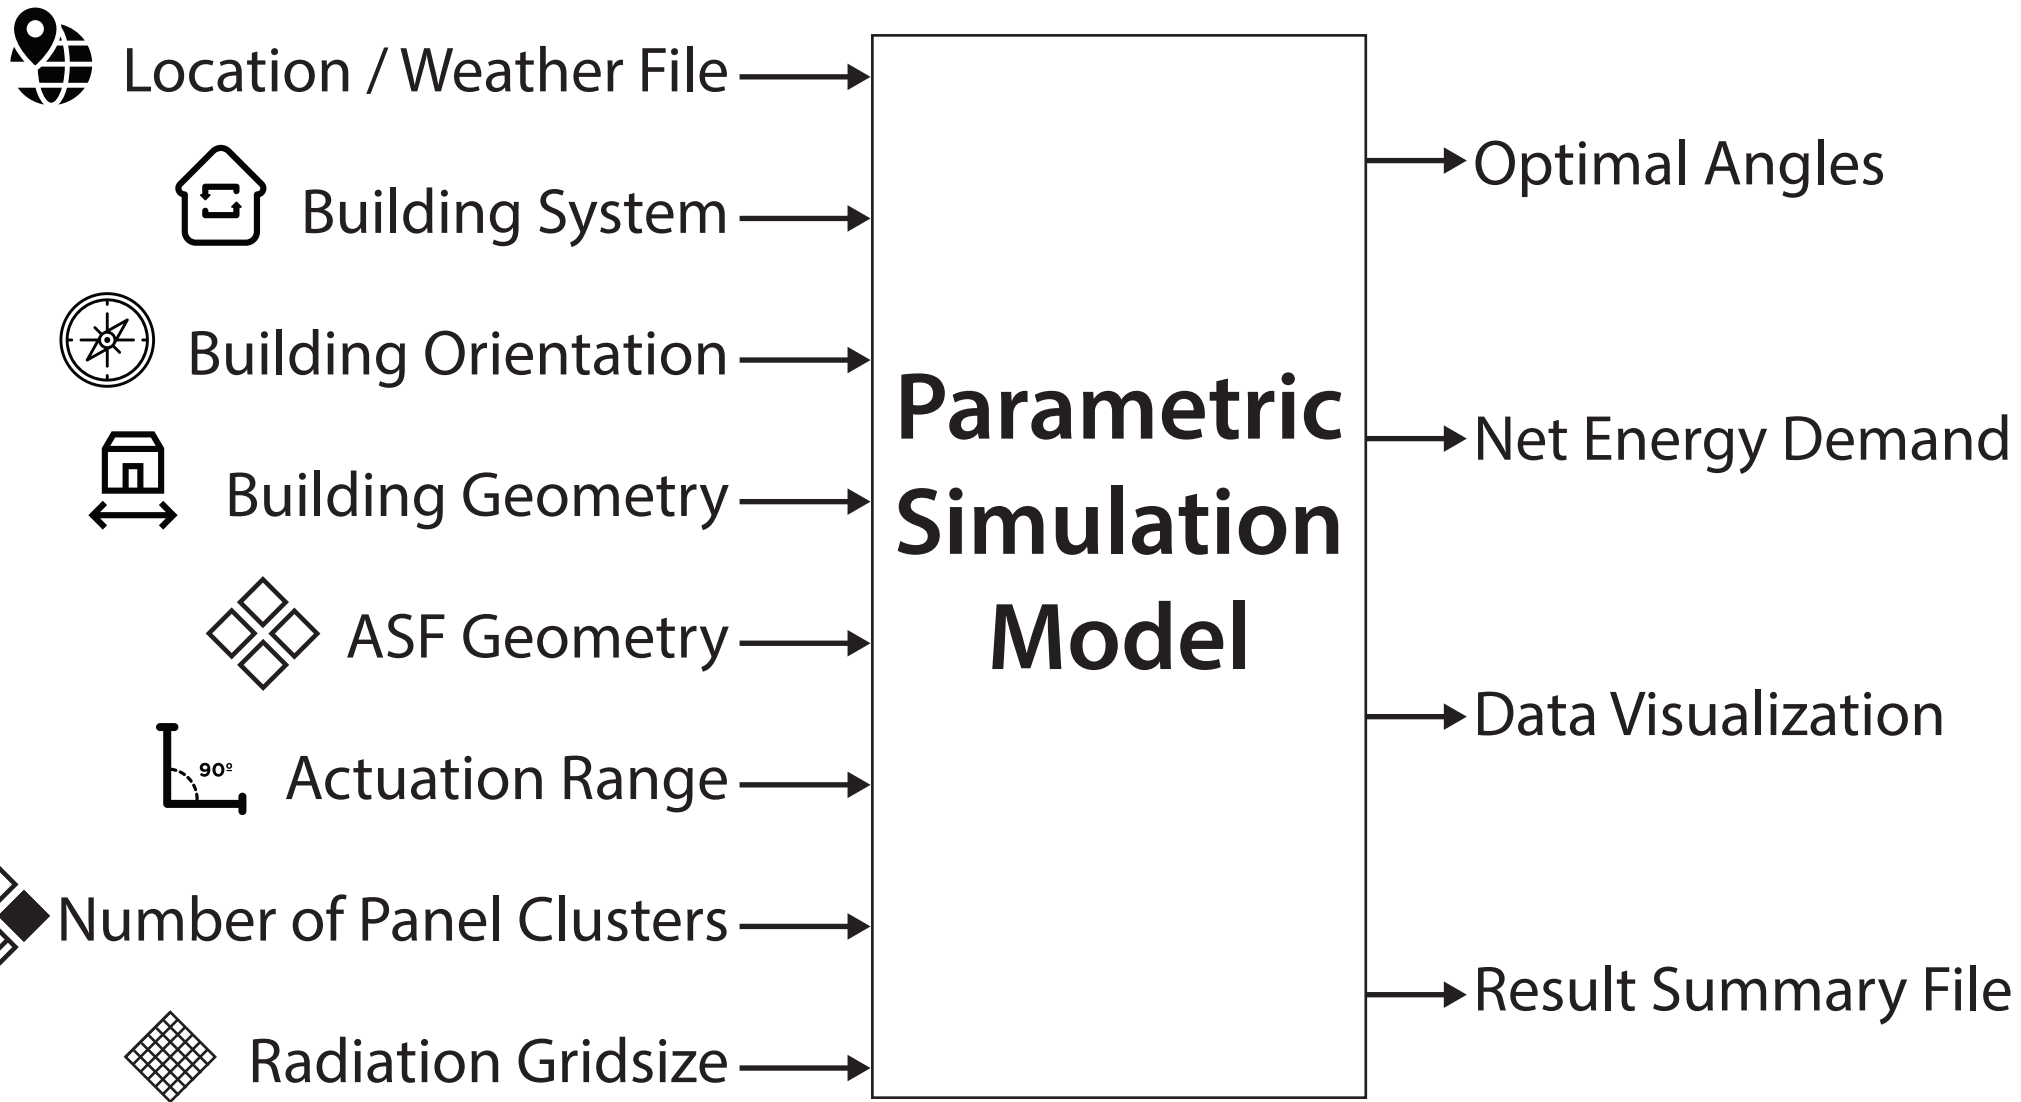 Location / Weather File
Building System
Building Orientation
Building Geometry
ASF Geometry
90º
Actuation Range
Number of Panel Clusters
Radiation Gridsize
Parametric
Simulation
Model
Optimal Angles
Net Energy Demand
Data Visualization
Result Summary File